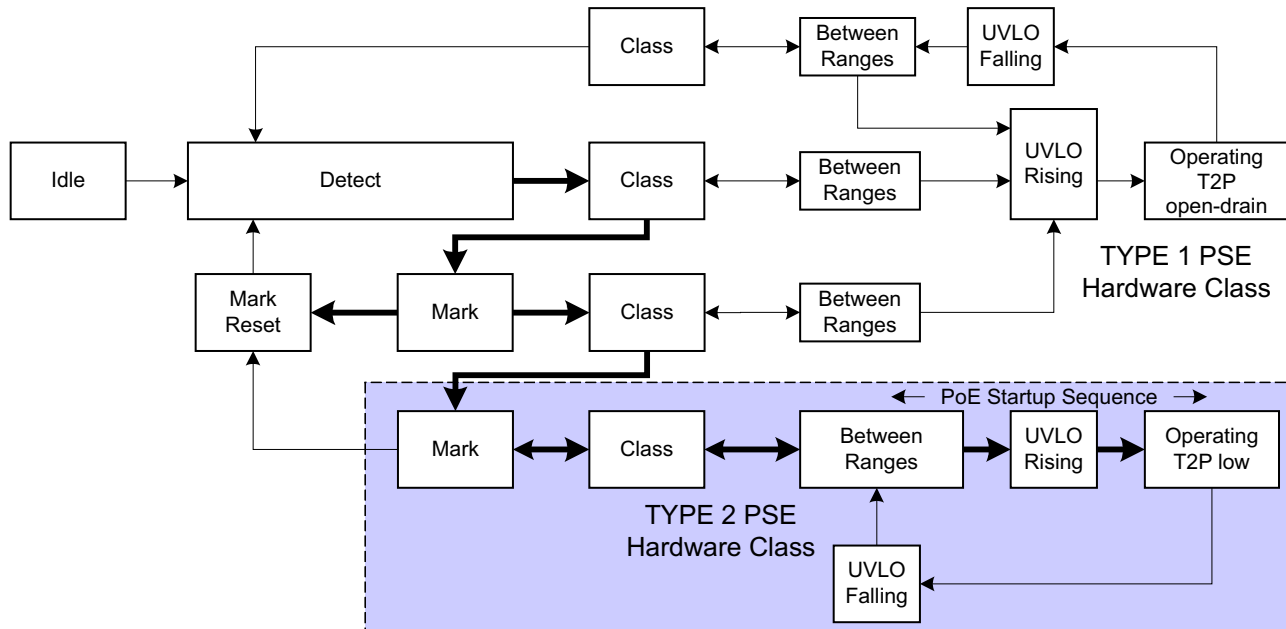 Class
Between
Ranges
UVLO
Falling
Idle
Detect
Class
Between
Ranges
UVLO
Rising
Operating
T2P
open-drain
TYPE 1 PSE
Hardware Class
Mark
Reset
Mark
Class
Between
Ranges
PoE Startup Sequence
Mark
Class
Between
Ranges
UVLO
Rising
Operating
T2P low
TYPE 2 PSE
Hardware Class
UVLO
Falling